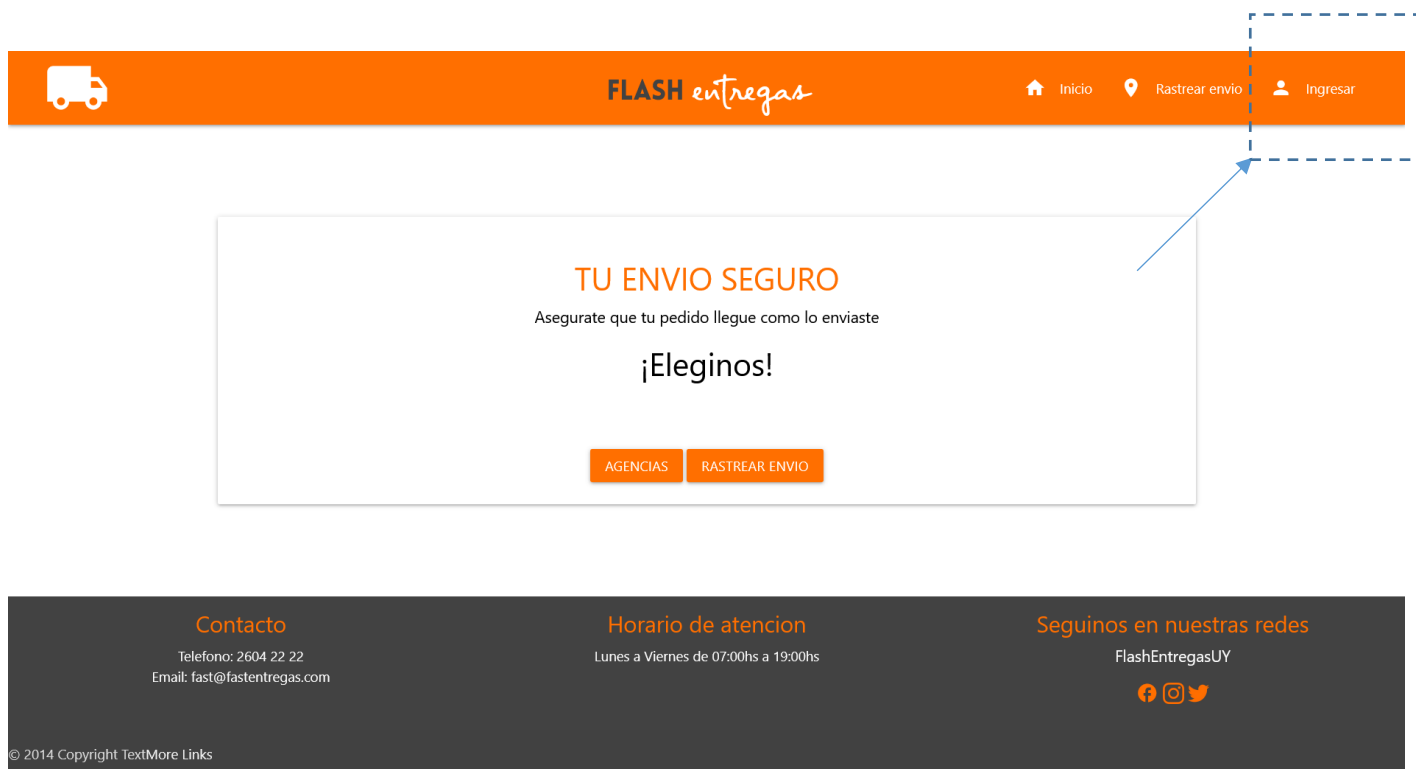 FLASH entregas
Inicio
Rastrear envio
Ingresar
TU ENVIO SEGURO
Asegurate que tu pedido llegue como lo enviaste
¡Eleginos!
AGENCIAS
RASTREAR ENVIO
Contacto
Telefono: 2604 22 22
Email: fast@fastentregas.com
Horario de atencion
Lunes a Viernes de 07:00hs a 19:00hs
Seguinos en nuestras redes
FlashEntregasUY
© 2014 Copyright TextMore Links